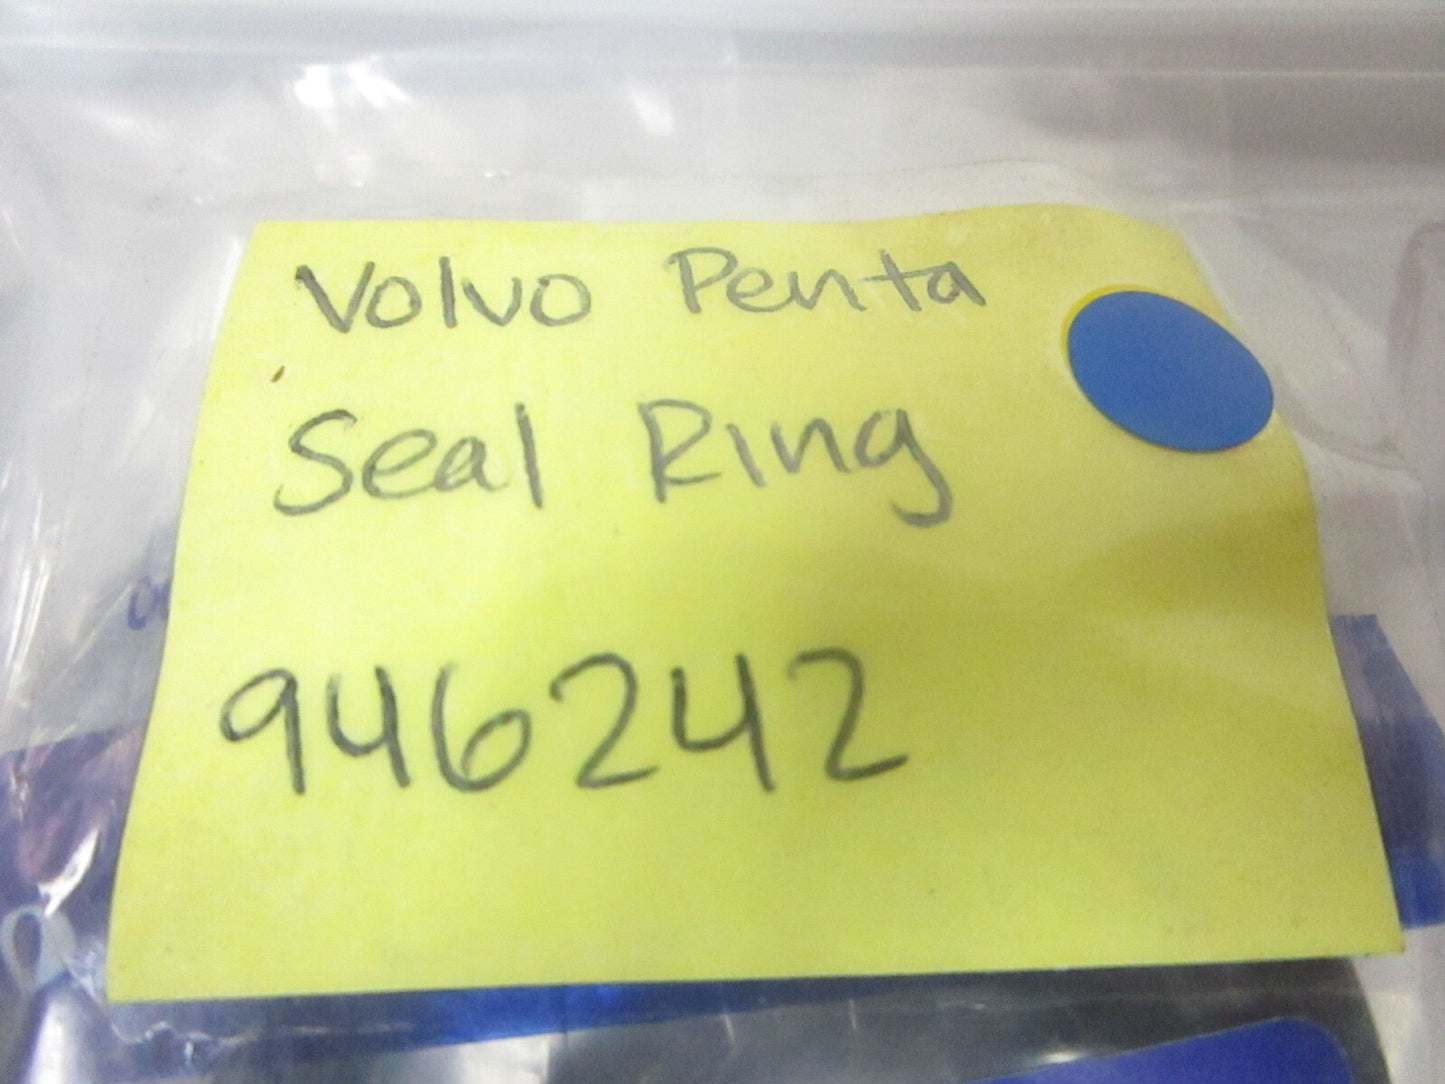 Volvo Penta
Seal Ring
946242